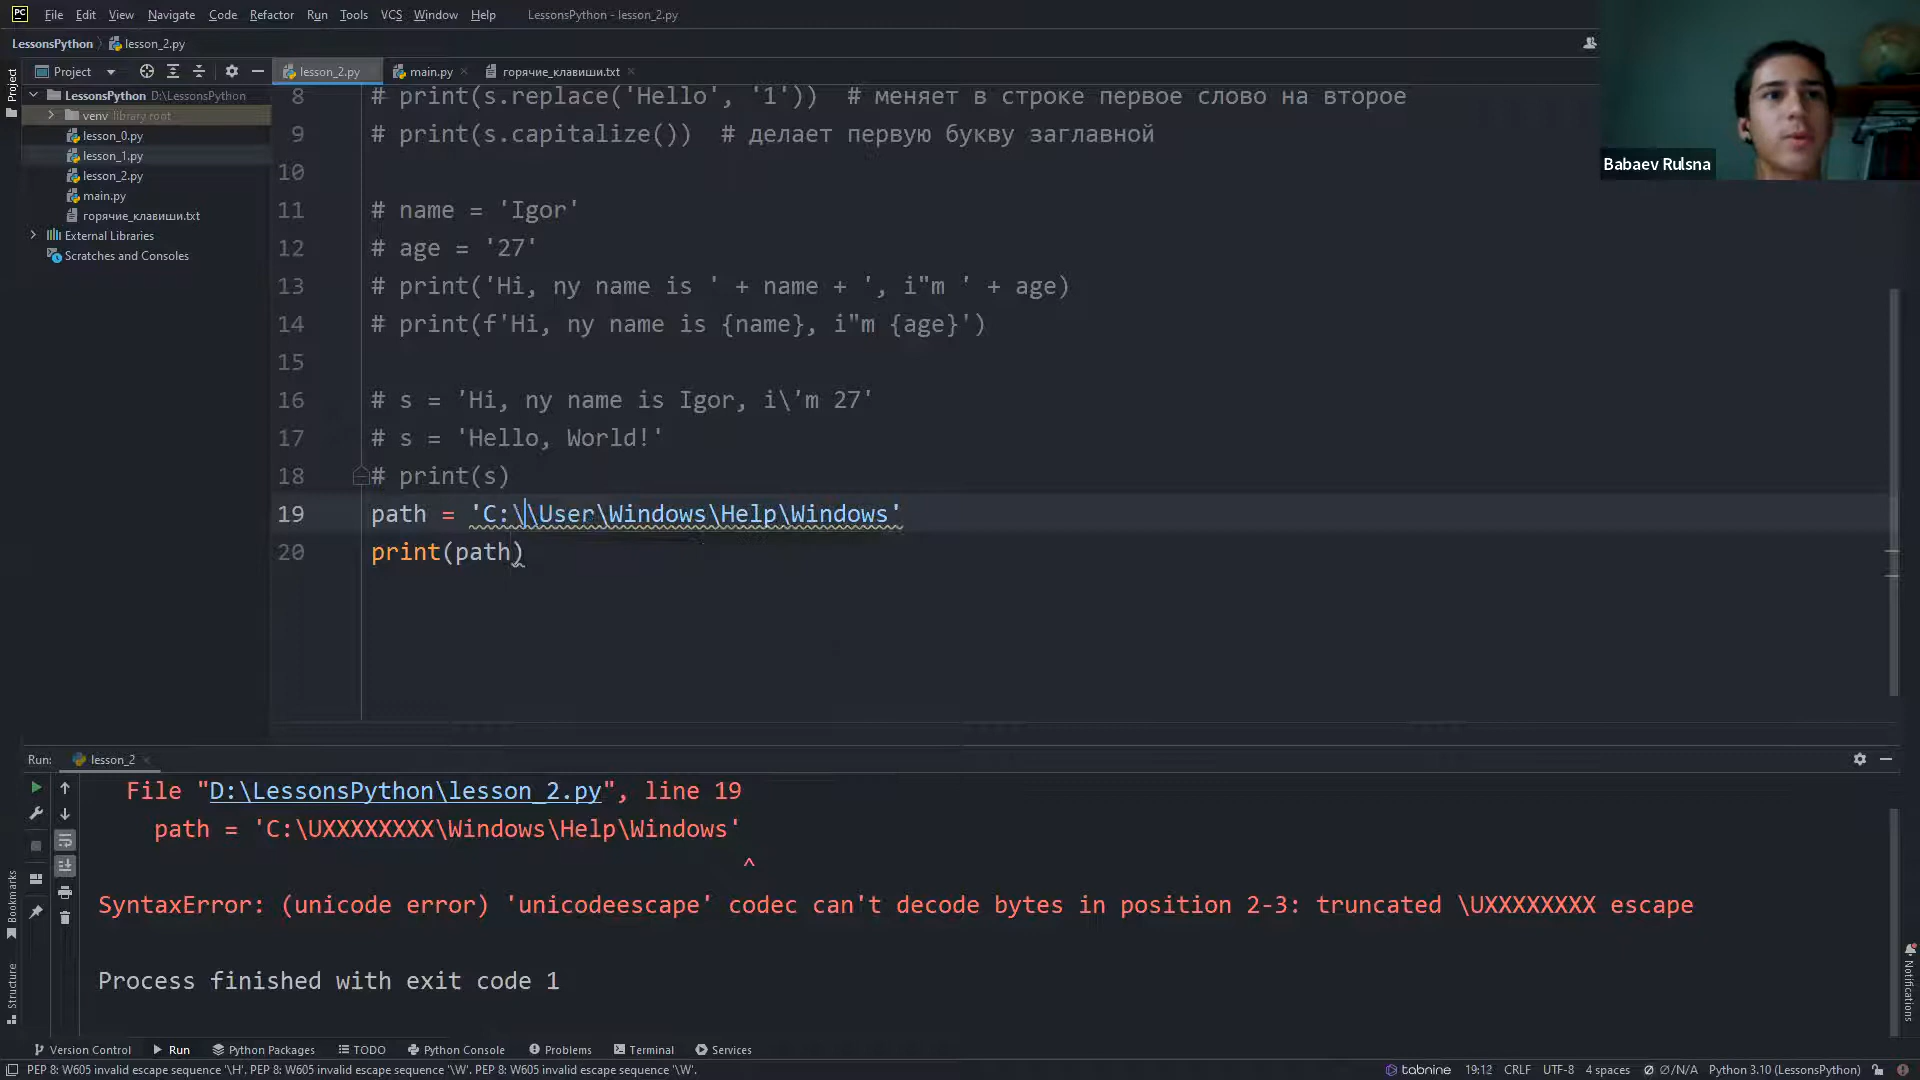 File Edit View Navigate Code Refactor Run Tools VCS Window Help LessonsPython - lesson_2.py
LessonsPython lesson_2.py
Project lesson_2.py main.py горячие_клавиши.txt
Project
LessonsPython D:\LessonsPython
venv library root
lesson_0.py
lesson_1.py
lesson_2.py
main.py
горячие_клавиши.txt
External Libraries
Scratches and Consoles
8 # print(s.replace('Hello', '1')) # меняет в строке первое слово на второе
9 # print(s.capitalize()) # делает первую букву заглавной
10
11 # name = 'Igor'
12 # age = '27'
13 # print('Hi, ny name is ' + name + ', i"m ' + age)
14 # print(f'Hi, ny name is {name}, i"m {age}')
15
16 # s = 'Hi, ny name is Igor, i\'m 27'
17 # s = 'Hello, World!'
18 # print(s)
19 path = 'C:\\User\Windows\Help\Windows'
20 print(path)
Babaev Rulsna
Run: lesson_2
File "D:\LessonsPython\lesson_2.py", line 19
path = 'C:\UXXXXXXXX\Windows\Help\Windows'
^
SyntaxError: (unicode error) 'unicodeescape' codec can't decode bytes in position 2-3: truncated \UXXXXXXXX escape
Process finished with exit code 1
Bookmarks
Structure
Notifications
Version Control Run Python Packages TODO Python Console Problems Terminal Services
PEP 8: W605 invalid escape sequence '\H'. PEP 8: W605 invalid escape sequence '\W'. PEP 8: W605 invalid escape sequence '\W'. tabnine 19:12 CRLF UTF-8 4 spaces Ø/N/A Python 3.10 (LessonsPython)